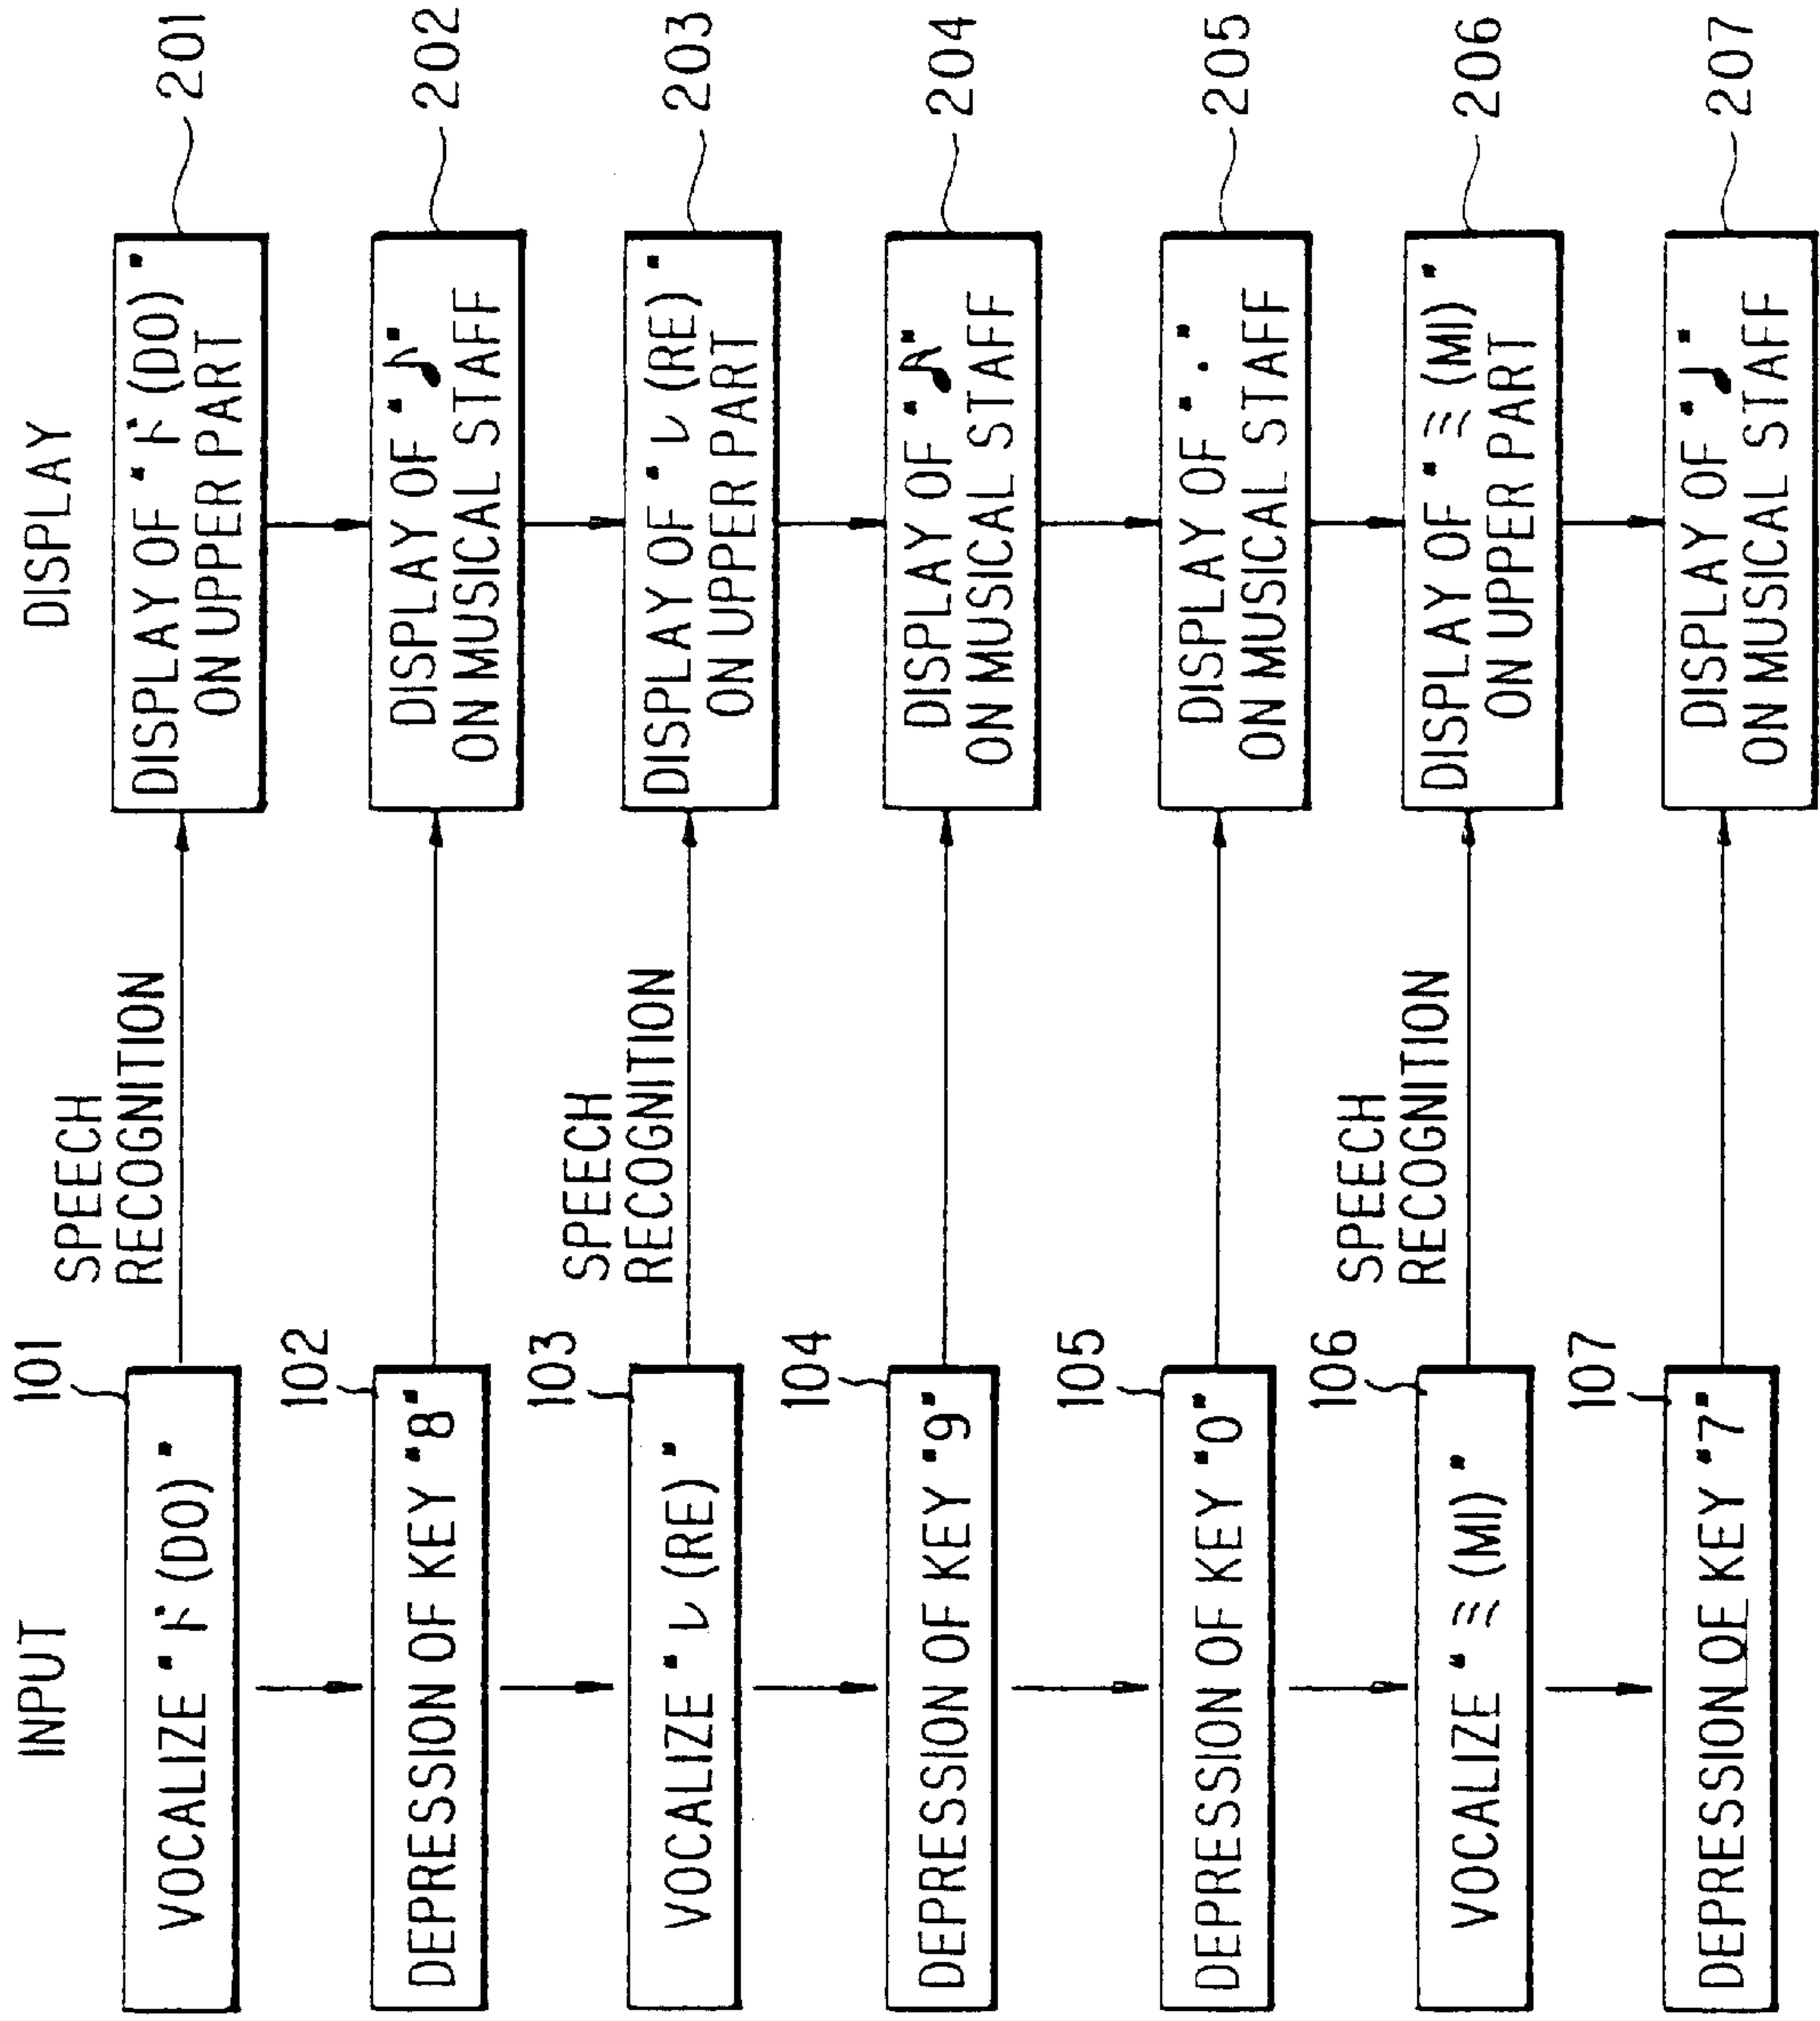 INPUT
DISPLAY
101
VOCALIZE "ド (DO)"
SPEECH
RECOGNITION
DISPLAY OF "ド (DO)"
ON UPPER PART
201
102
DEPRESSION OF KEY "8"
DISPLAY OF "♪"
ON MUSICAL STAFF
202
103
VOCALIZE "レ (RE)"
SPEECH
RECOGNITION
DISPLAY OF "レ (RE)"
ON UPPER PART
203
104
DEPRESSION OF KEY "9"
DISPLAY OF "𝅘𝅥𝅯"
ON MUSICAL STAFF
204
105
DEPRESSION OF KEY "0"
DISPLAY OF "."
ON MUSICAL STAFF
205
106
VOCALIZE "ミ (MI)"
SPEECH
RECOGNITION
DISPLAY OF "ミ (MI)"
ON UPPER PART
206
107
DEPRESSION OF KEY "7"
DISPLAY OF "♩"
ON MUSICAL STAFF
207